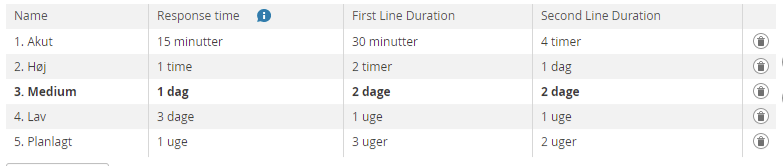 Name Response time First Line Duration Second Line Duration
1. Akut 15 minutter 30 minutter 4 timer
2. Høj 1 time 2 timer 1 dag
3. Medium 1 dag 2 dage 2 dage
4. Lav 3 dage 1 uge 1 uge
5. Planlagt 1 uge 3 uger 2 uger